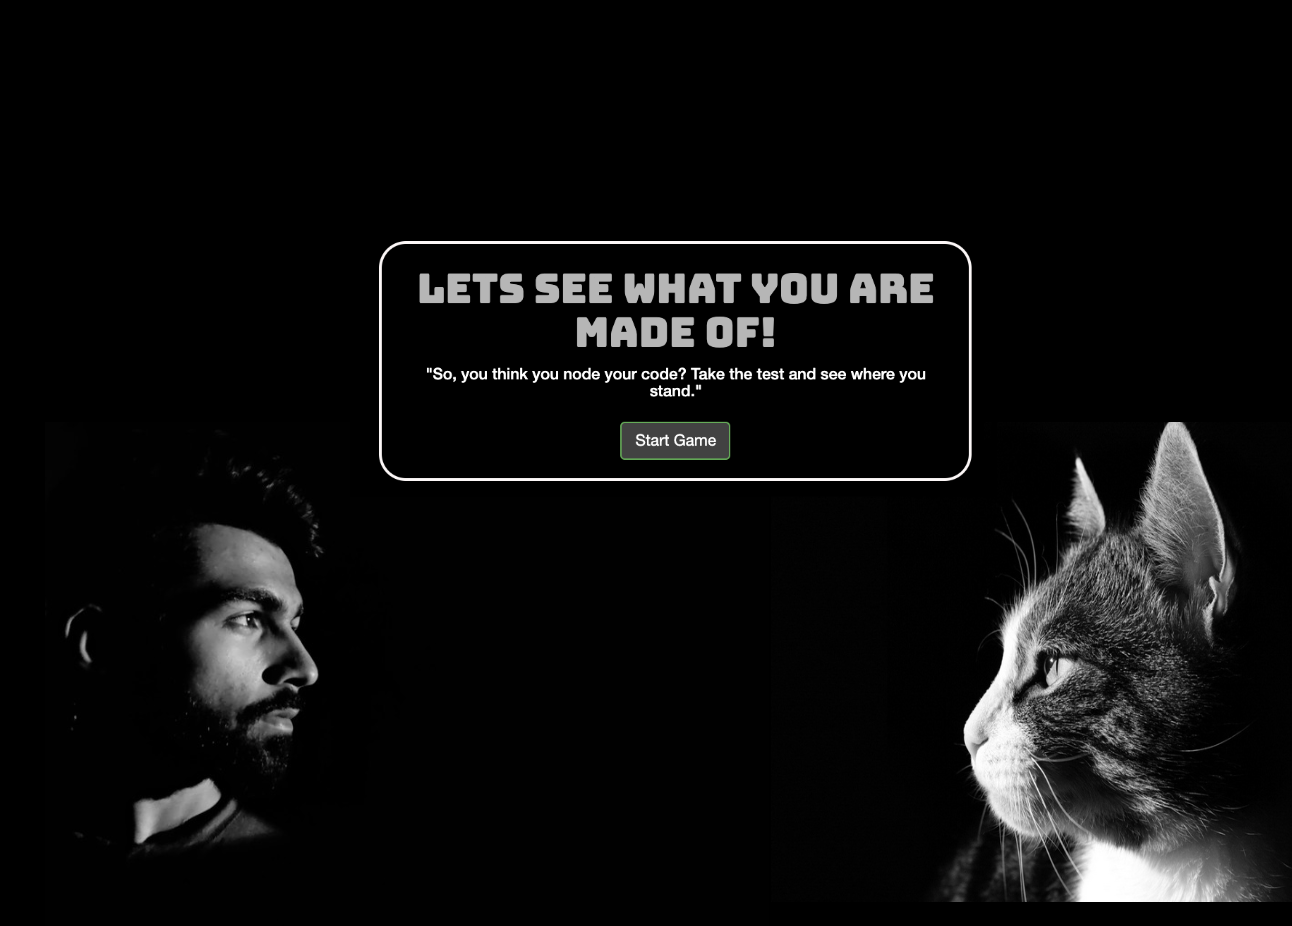 LETS SEE WHAT YOU ARE
MADE OF!
"So, you think you node your code? Take the test and see where you
stand."
Start Game